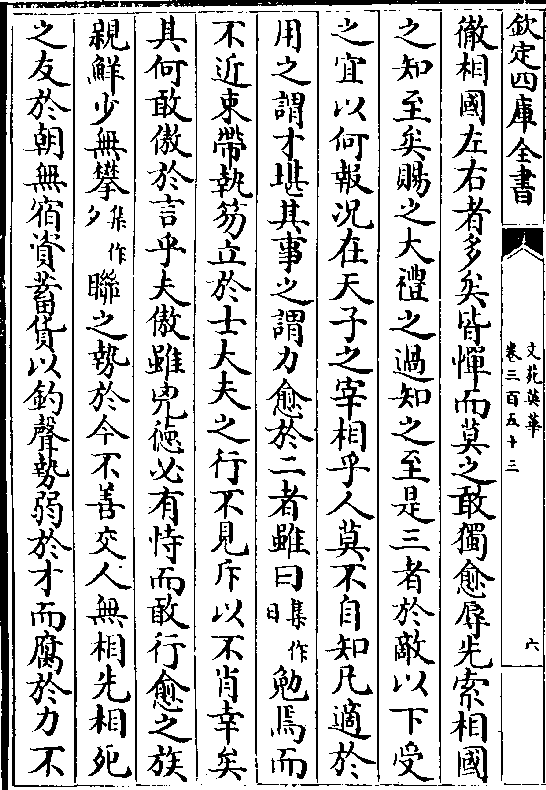 欽定四庫全書
文苑英華
卷三百五十三
六
徹相國左右者多矣皆憚而莫之敢獨愈辱先索相國
之知至矣賜之大禮之過知之至是三者於敵以下受
之宜以何報况在天子之宰相乎人莫不自知凡適於
用之謂才堪其事之謂力愈於二者雖曰集作日勉焉而
不近束帶執笏立於士大夫之行不見斥以不肖幸矣
其何敢傲於言乎夫傲雖兇德必有恃而敢行愈之族
親鮮少無攀集作夕聯之勢於今不善交人無相先相死
之友於朝無宿資蓄貨以釣聲勢弱於才而腐於力不